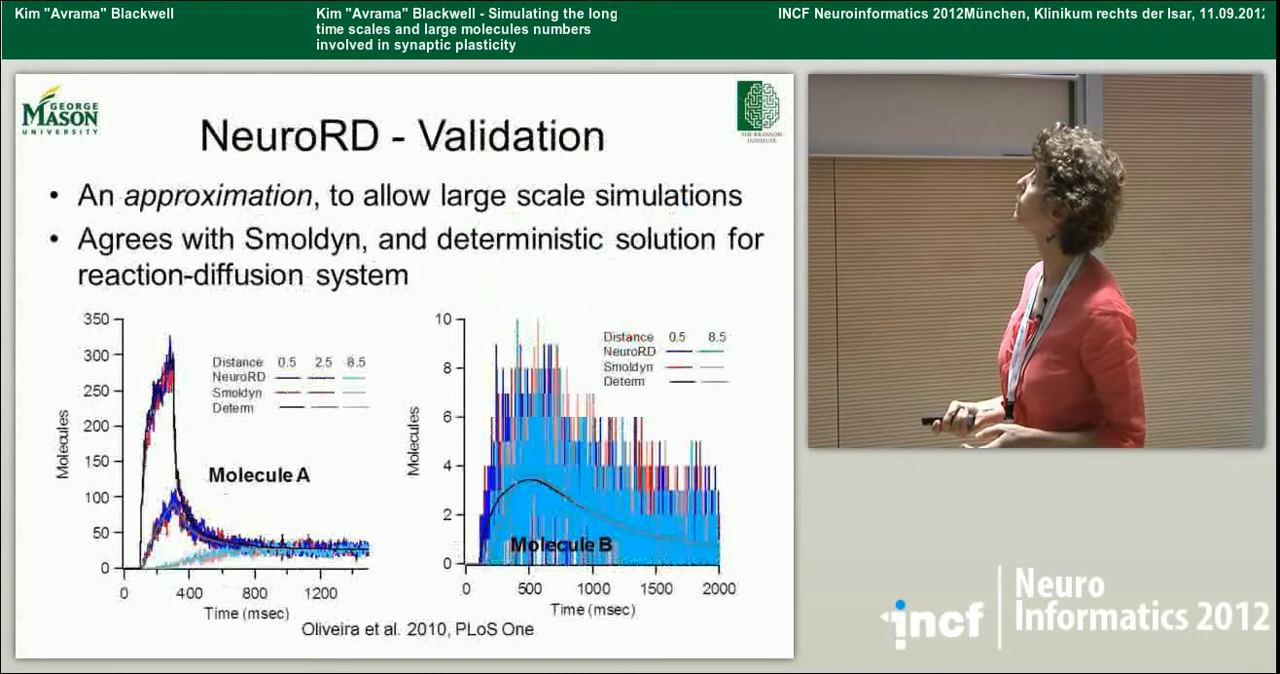 Kim "Avrama" Blackwell
Kim "Avrama" Blackwell - Simulating the long
time scales and large molecules numbers
involved in synaptic plasticity
INCF Neuroinformatics 2012München, Klinikum rechts der Isar, 11.09.2012
GEORGE
MASON
UNIVERSITY
THE KRASNOW
INSTITUTE
NeuroRD - Validation
• An approximation, to allow large scale simulations
• Agrees with Smoldyn, and deterministic solution for
reaction-diffusion system
350
300
250
200
150
100
50
0
Molecules
Distance 0.5 2.5 8.5
NeuroRD
Smoldyn
Determ
Molecule A
0 400 800 1200
Time (msec)
10
8
6
4
2
0
Molecules
Distance 0.5 8.5
NeuroRD
Smoldyn
Determ
Molecule B
0 500 1000 1500 2000
Time (msec)
Oliveira et al. 2010, PLoS One
incf
Neuro
Informatics 2012